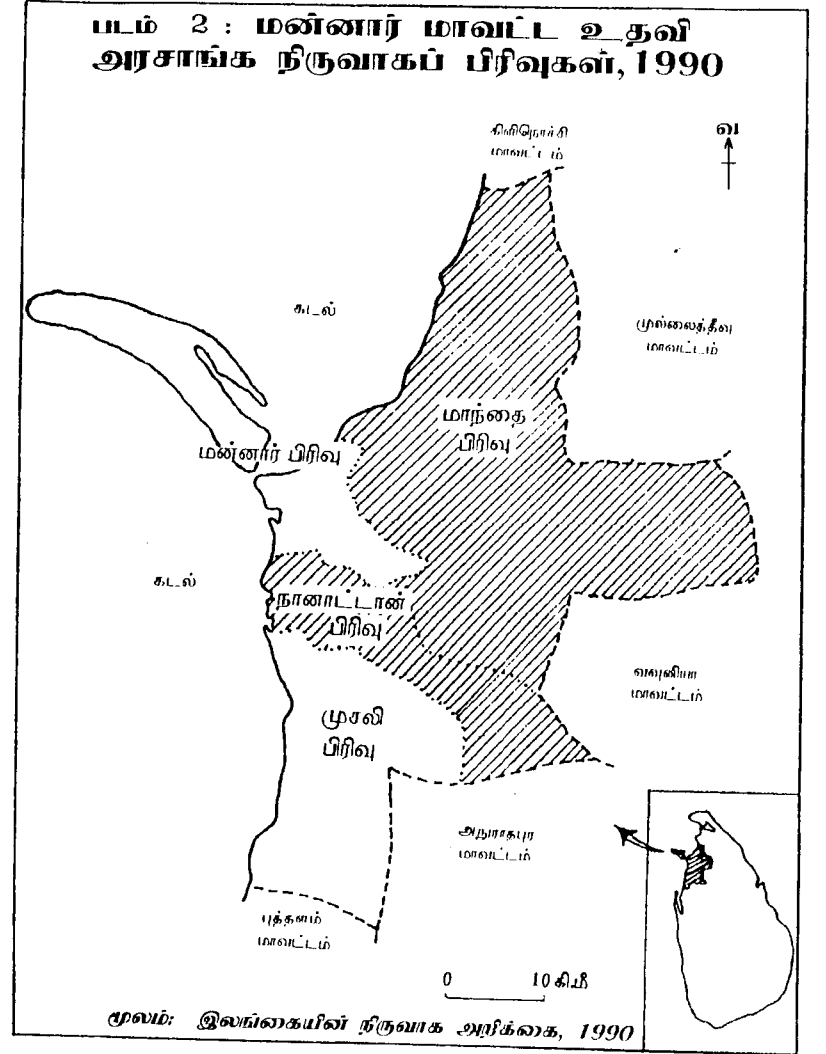 படம் 2 : மன்னார் மாவட்ட உதவி
அரசாங்க நிருவாகப் பிரிவுகள், 1990
கிளிநொச்சி
மாவட்டம்
வ
கடல்
முல்லைத்தீவு
மாவட்டம்
மாந்தை
பிரிவு
மன்னார் பிரிவு
கடல்
நானாட்டான்
பிரிவு
வவுனியா
மாவட்டம்
முசலி
பிரிவு
அநுராதபுர
மாவட்டம்
புத்தளம்
மாவட்டம்
0 10 கி.மீ
மூலம்: இலங்கையின் நிருவாக அறிக்கை, 1990